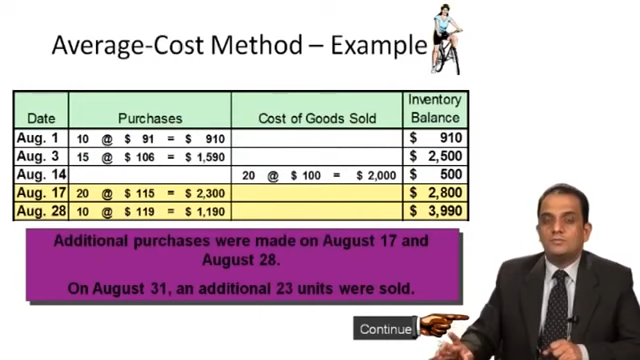 Average-Cost Method – Example
Date Purchases Cost of Goods Sold Inventory Balance
Aug. 1 10 @ $ 91 = $ 910 $ 910
Aug. 3 15 @ $ 106 = $ 1,590 $ 2,500
Aug. 14 20 @ $ 100 = $ 2,000 $ 500
Aug. 17 20 @ $ 115 = $ 2,300 $ 2,800
Aug. 28 10 @ $ 119 = $ 1,190 $ 3,990
Additional purchases were made on August 17 and
August 28.
On August 31, an additional 23 units were sold.
Continue